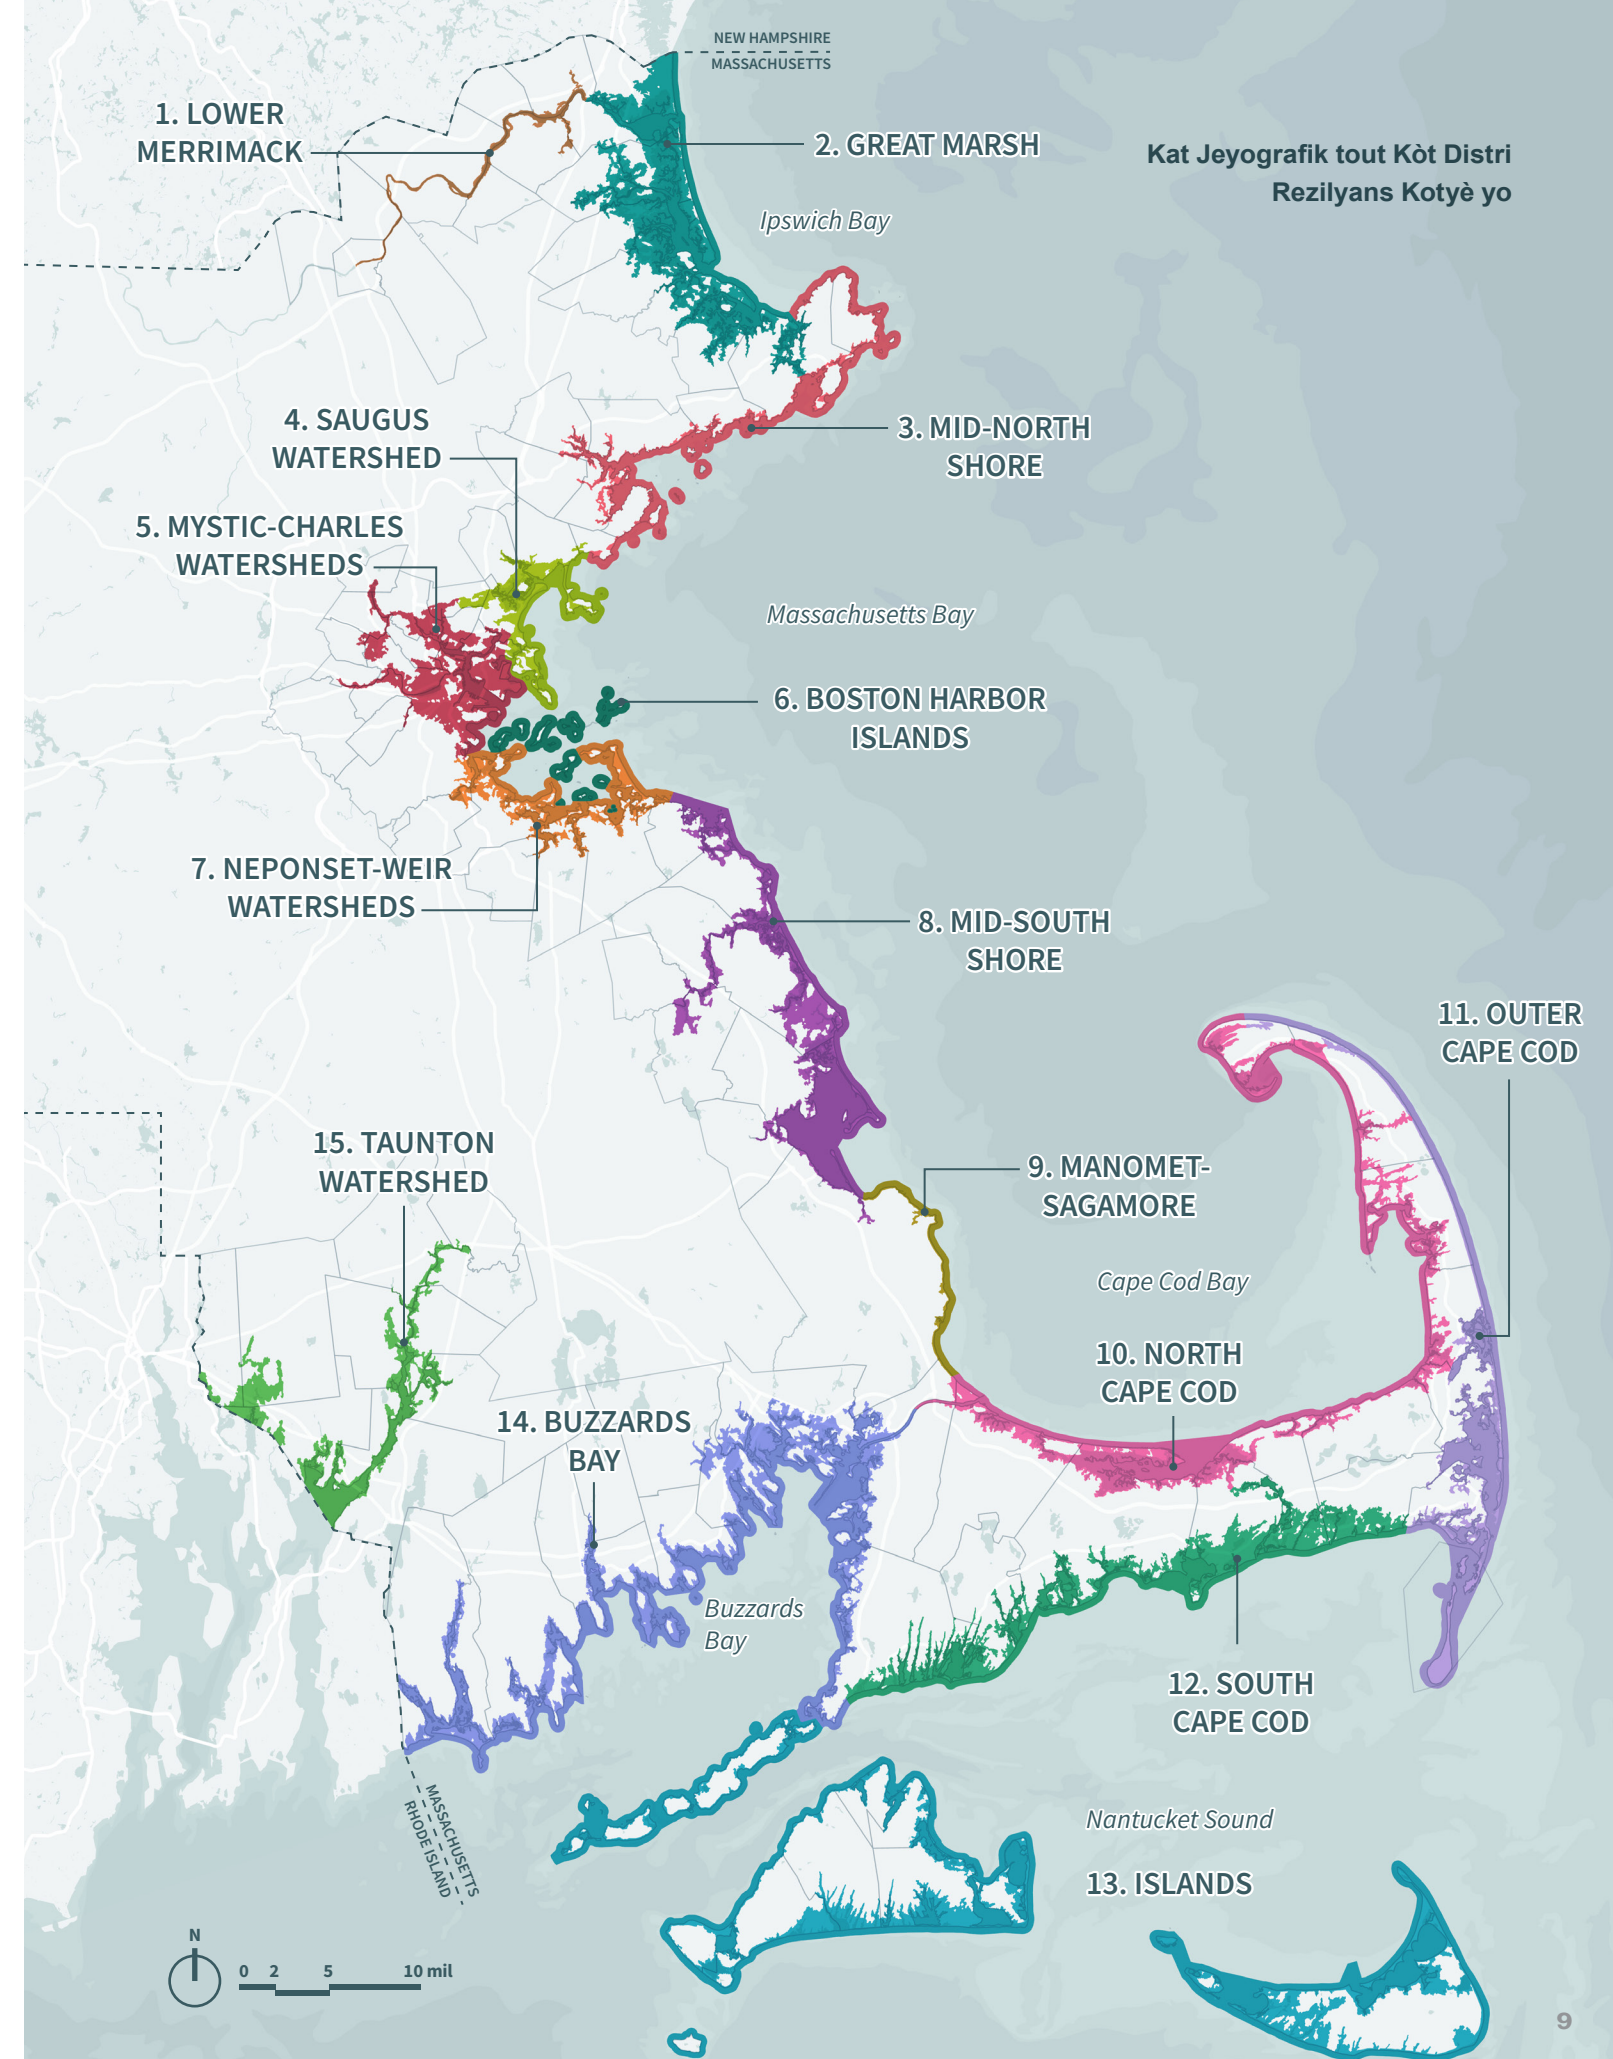 NEW HAMPSHIRE
MASSACHUSETTS
1. LOWER
MERRIMACK
2. GREAT MARSH
Kat Jeyografik tout Kòt Distri
Rezilyans Kotyè yo
Ipswich Bay
4. SAUGUS
WATERSHED
3. MID-NORTH
SHORE
5. MYSTIC-CHARLES
WATERSHEDS
Massachusetts Bay
6. BOSTON HARBOR
ISLANDS
7. NEPONSET-WEIR
WATERSHEDS
8. MID-SOUTH
SHORE
11. OUTER
CAPE COD
15. TAUNTON
WATERSHED
9. MANOMET-
SAGAMORE
Cape Cod Bay
10. NORTH
CAPE COD
14. BUZZARDS
BAY
Buzzards
Bay
12. SOUTH
CAPE COD
MASSACHUSETTS
RHODE ISLAND
Nantucket Sound
13. ISLANDS
N
0 2 5 10 mil
9